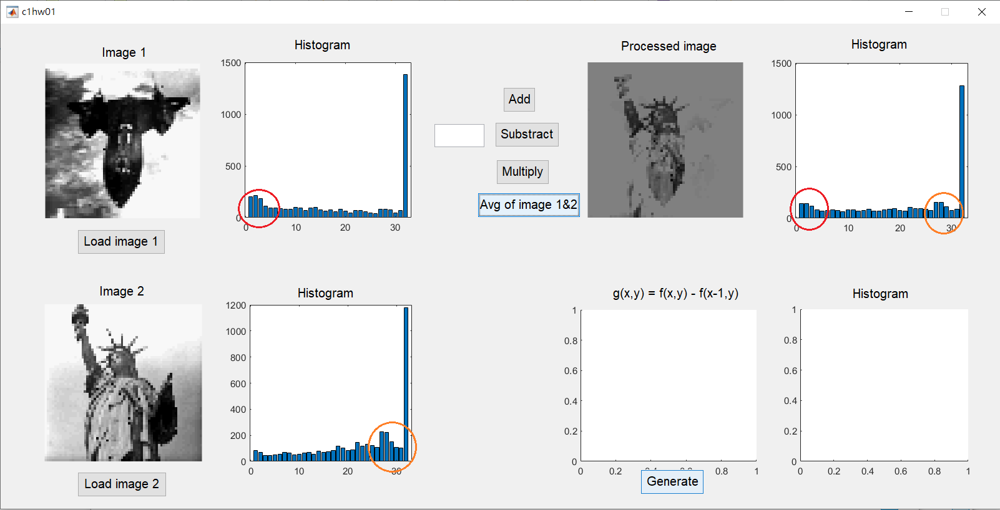 c1hw01
Image 1
Histogram
1500
1000
500
0
0 10 20 30
Load image 1
Add
Substract
Multiply
Avg of image 1&2
Processed image
Histogram
1500
1000
500
0
0 10 20 30
Image 2
Histogram
1200
1000
800
600
400
200
0
0 10 20 30
Load image 2
g(x,y) = f(x,y) - f(x-1,y)
1
0.8
0.6
0.4
0.2
0
0 0.2 0.4 0.6 0.8 1
Generate
Histogram
1
0.8
0.6
0.4
0.2
0
0 0.2 0.4 0.6 0.8 1